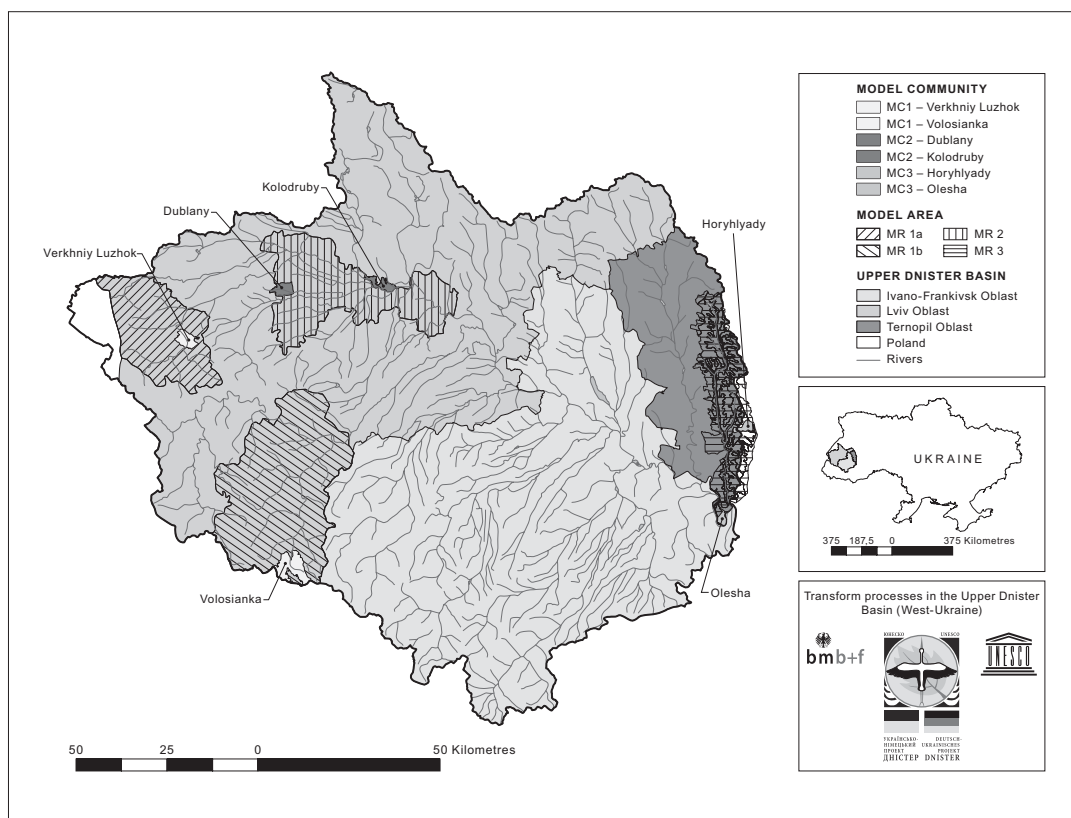 Kolodruby
Dublany
Verkhniy Luzhok
Horyhlyady
Volosianka
Olesha
50 25 0 50 Kilometres
MODEL COMMUNITY
MC1 – Verkhniy Luzhok
MC1 – Volosianka
MC2 – Dublany
MC2 – Kolodruby
MC3 – Horyhlyady
MC3 – Olesha
MODEL AREA
MR 1a MR 2
MR 1b MR 3
UPPER DNISTER BASIN
Ivano-Frankivsk Oblast
Lviv Oblast
Ternopil Oblast
Poland
Rivers
UKRAINE
375 187,5 0 375 Kilometres
Transform processes in the Upper Dnister
Basin (West-Ukraine)
bmb+f
ЮНЕСКО UNESCO
UNESCO
УКРАЇНСЬКО- DEUTSCH-
НІМЕЦЬКИЙ UKRAINISCHES
ПРОЕКТ PROJEKT
ДНІСТЕР DNISTER